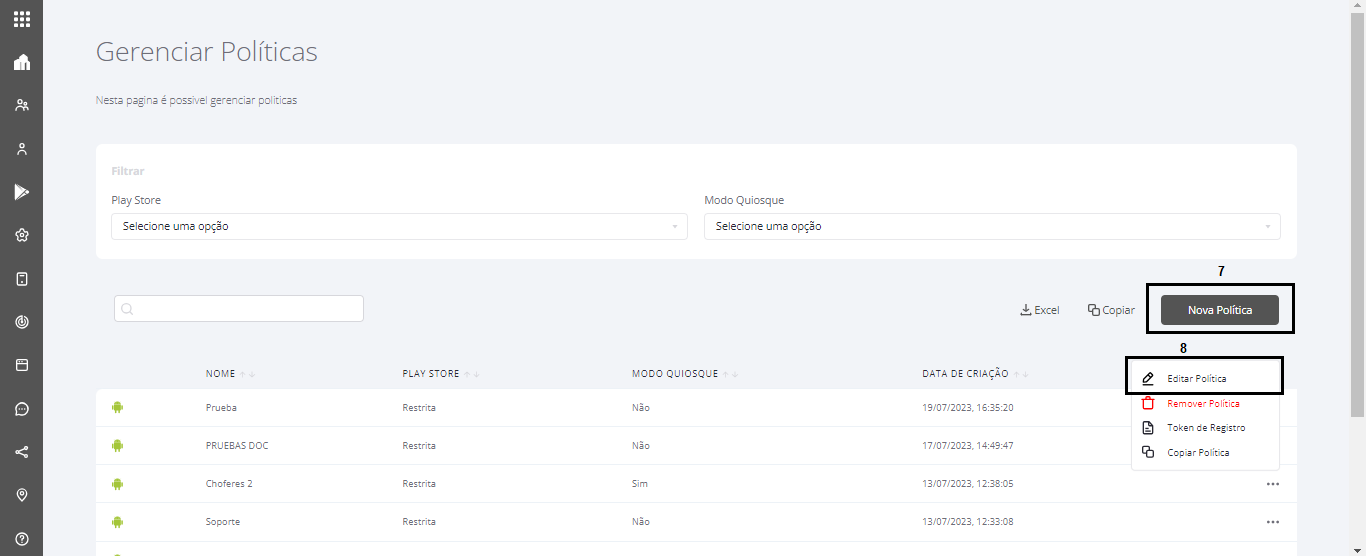 Gerenciar Políticas
Nesta pagina é possivel gerenciar politicas
Filtrar
Play Store Modo Quiosque
Selecione uma opção Selecione uma opção
7
Excel Copiar Nova Política
8
NOME PLAY STORE MODO QUIOSQUE DATA DE CRIAÇÃO
Editar Política
Prueba Restrita Não 19/07/2023, 16:35:20
Remover Política
Token de Registro
PRUEBAS DOC Restrita Não 17/07/2023, 14:49:47
Copiar Política
Choferes 2 Restrita Sim 13/07/2023, 12:38:05
Soporte Restrita Não 13/07/2023, 12:33:08